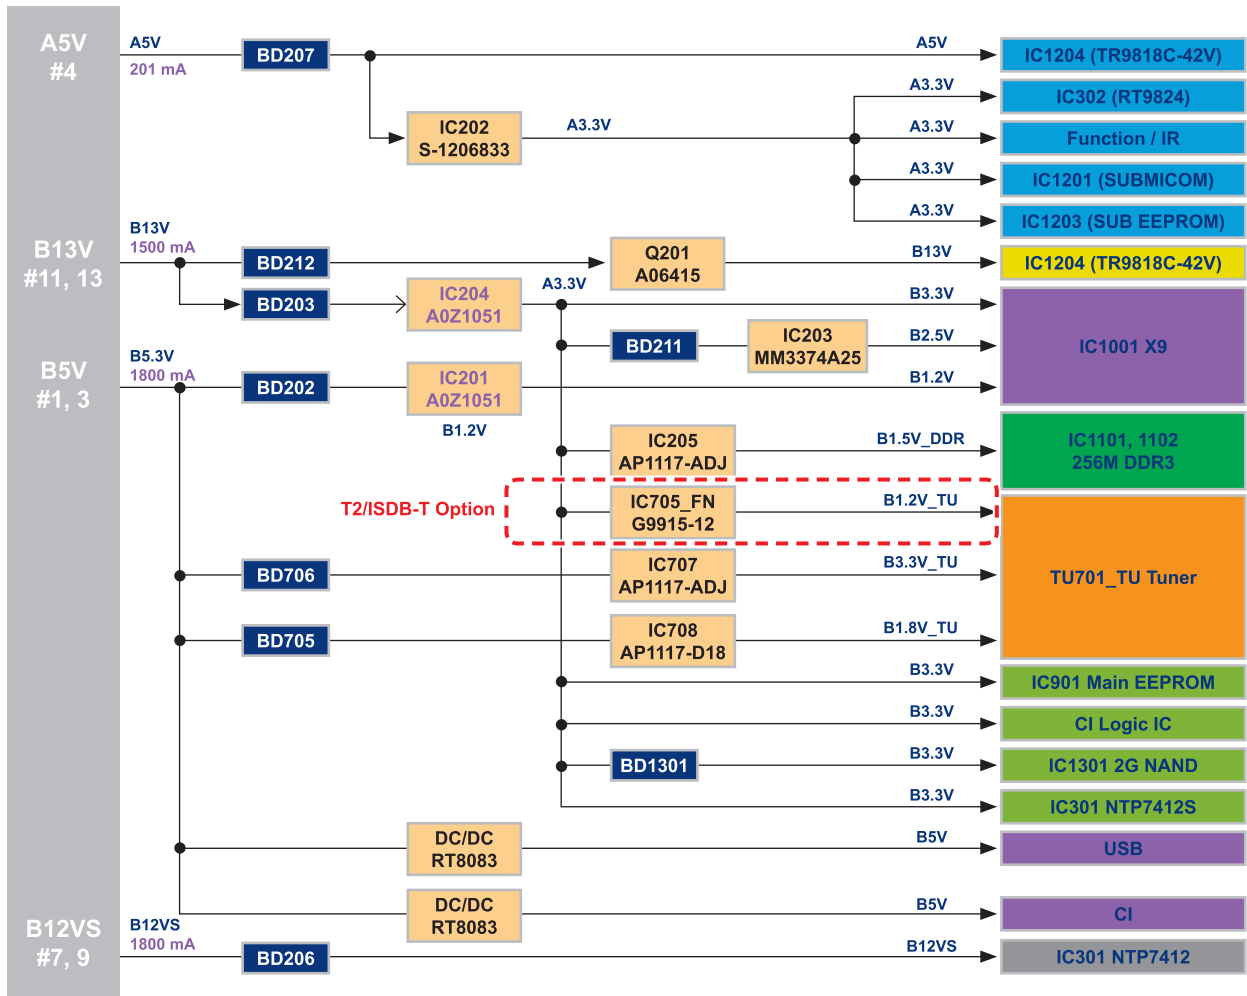 A5V
#4
A5V
201 mA
BD207
A5V
IC1204 (TR9818C-42V)
A3.3V
IC302 (RT9824)
IC202
S-1206833
A3.3V
A3.3V
Function / IR
A3.3V
IC1201 (SUBMICOM)
A3.3V
IC1203 (SUB EEPROM)
B13V
#11, 13
B13V
1500 mA
BD212
Q201
A06415
B13V
IC1204 (TR9818C-42V)
BD203
IC204
A0Z1051
A3.3V
B3.3V
BD211
IC203
MM3374A25
B2.5V
IC1001 X9
B5V
#1, 3
B5.3V
1800 mA
BD202
IC201
A0Z1051
B1.2V
B1.2V
IC205
AP1117-ADJ
B1.5V_DDR
IC1101, 1102
256M DDR3
T2/ISDB-T Option
IC705_FN
G9915-12
B1.2V_TU
BD706
IC707
AP1117-ADJ
B3.3V_TU
TU701_TU Tuner
BD705
IC708
AP1117-D18
B1.8V_TU
B3.3V
IC901 Main EEPROM
B3.3V
CI Logic IC
BD1301
B3.3V
IC1301 2G NAND
B3.3V
IC301 NTP7412S
DC/DC
RT8083
B5V
USB
DC/DC
RT8083
B5V
CI
B12VS
#7, 9
B12VS
1800 mA
BD206
B12VS
IC301 NTP7412